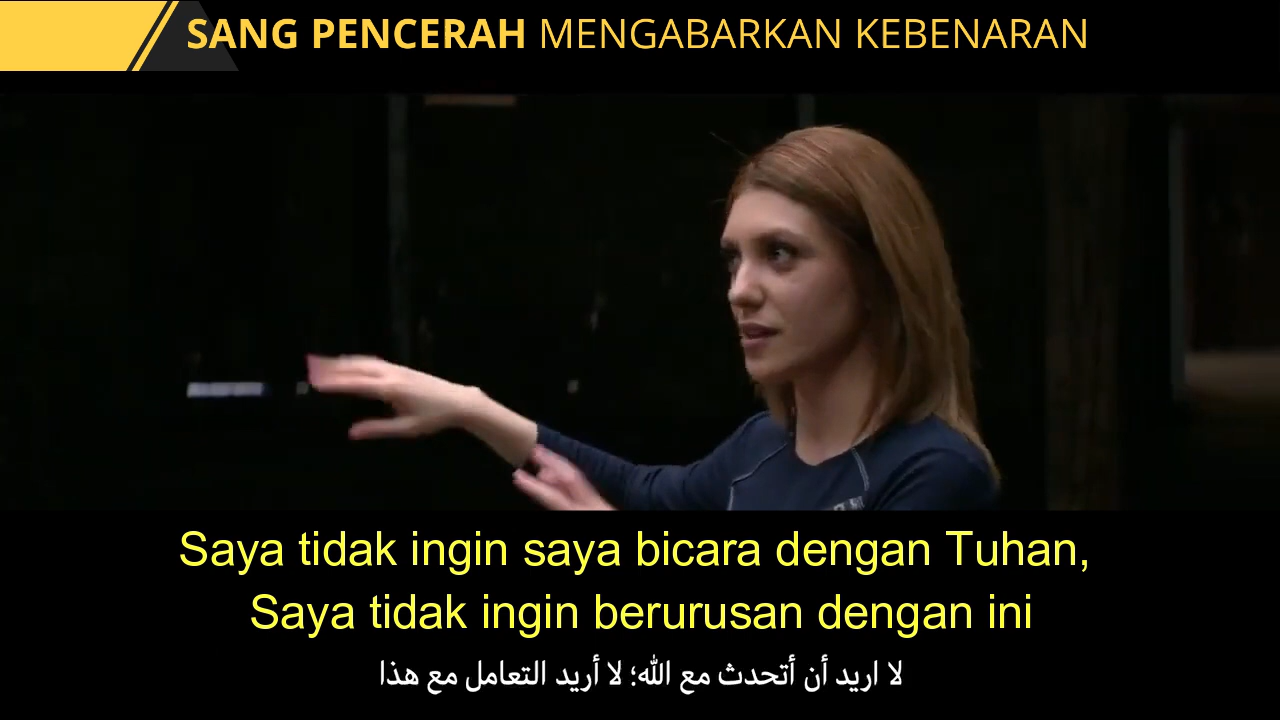 SANG PENCERAH MENGABARKAN KEBENARAN
Saya tidak ingin saya bicara dengan Tuhan,
Saya tidak ingin berurusan dengan ini
لا اريد أن أتحدث مع الله؛ لا أريد التعامل مع هذا